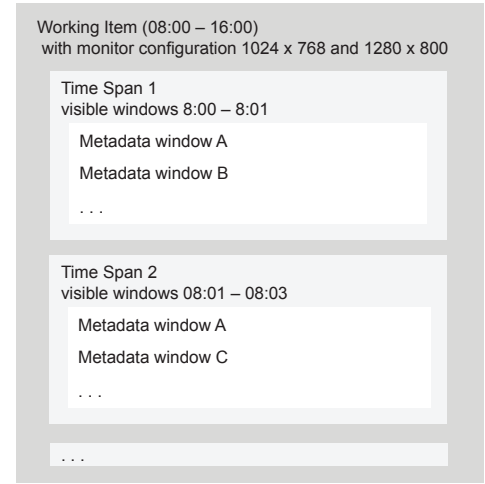 Working Item (08:00 – 16:00)
with monitor configuration 1024 x 768 and 1280 x 800
Time Span 1
visible windows 8:00 – 8:01
Metadata window A
Metadata window B
. . .
Time Span 2
visible windows 08:01 – 08:03
Metadata window A
Metadata window C
. . .
. . .